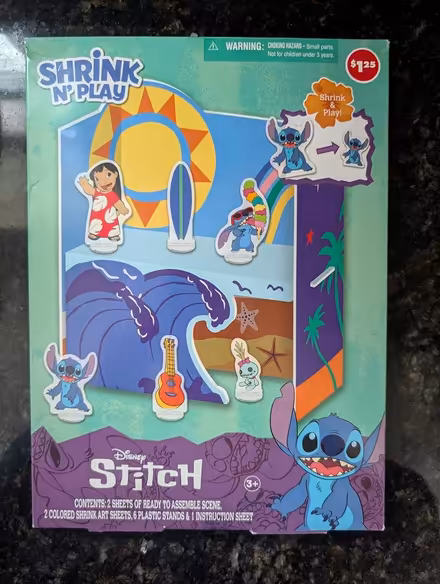 WARNING: CHOKING HAZARD - Small parts.
Not for children under 3 years.
$1.25
SHRINK
N' PLAY
Shrink
&
Play!
Disney
Stitch
3+
CONTENTS: 2 SHEETS OF READY TO ASSEMBLE SCENE,
2 COLORED SHRINK ART SHEETS, 6 PLASTIC STANDS & 1 INSTRUCTION SHEET